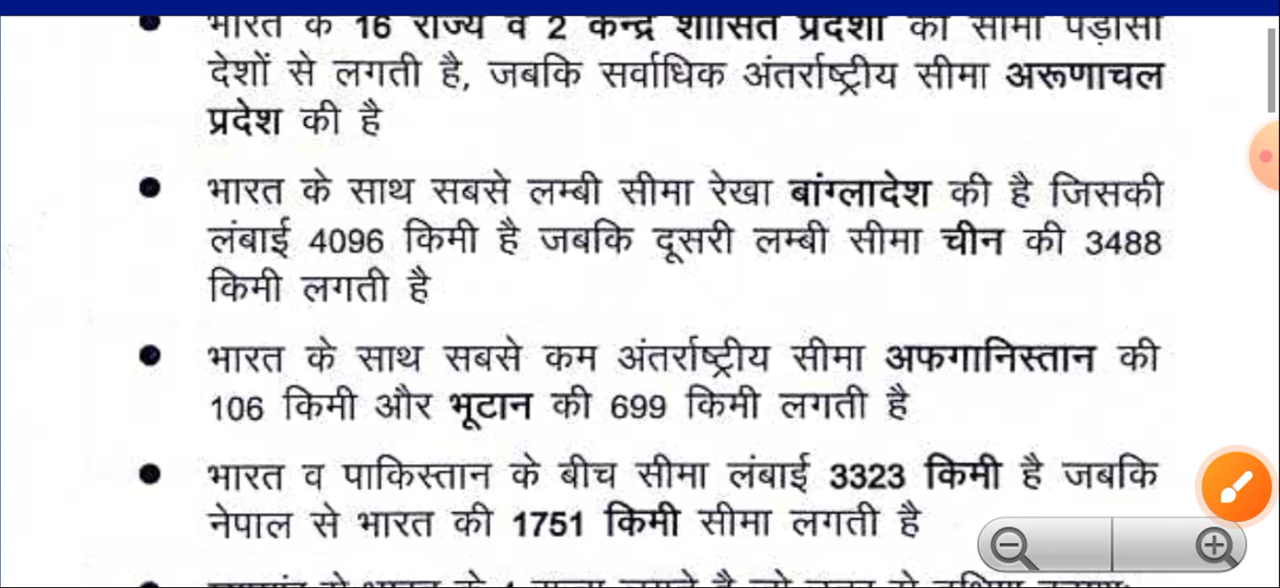 भारत के 16 राज्य व 2 केन्द्र शासित प्रदेशों की सीमा पड़ोसी
देशों से लगती है, जबकि सर्वाधिक अंतर्राष्ट्रीय सीमा अरूणाचल
प्रदेश की है
भारत के साथ सबसे लम्बी सीमा रेखा बांग्लादेश की है जिसकी
लंबाई 4096 किमी है जबकि दूसरी लम्बी सीमा चीन की 3488
किमी लगती है
भारत के साथ सबसे कम अंतर्राष्ट्रीय सीमा अफगानिस्तान की
106 किमी और भूटान की 699 किमी लगती है
भारत व पाकिस्तान के बीच सीमा लंबाई 3323 किमी है जबकि
नेपाल से भारत की 1751 किमी सीमा लगती है